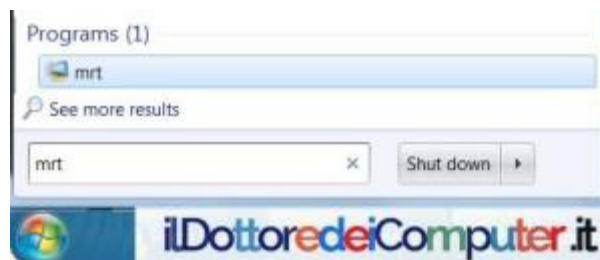 Programs (1)
mrt
See more results
mrt × Shut down
ilDottoredeiComputer.it